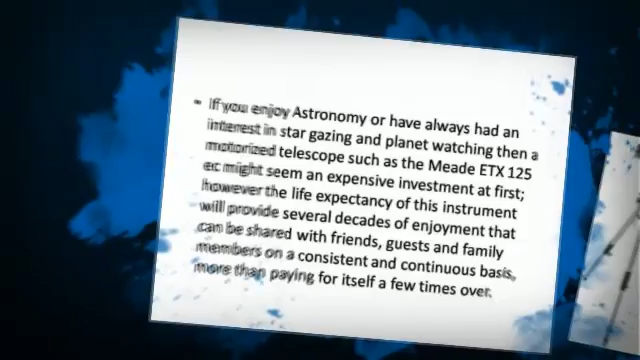 • If you enjoy Astronomy or have always had an
interest in star gazing and planet watching then a
motorized telescope such as the Meade ETX 125
ec might seem an expensive investment at first;
however the life expectancy of this instrument
will provide several decades of enjoyment that
can be shared with friends, guests and family
members on a consistent and continuous basis,
more than paying for itself a few times over.